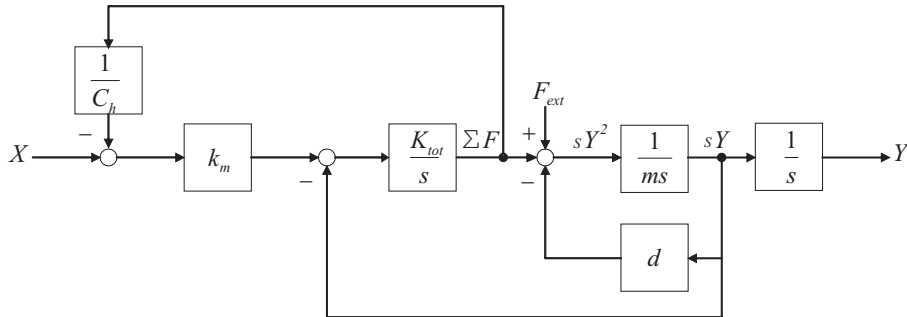 1
C_h
−
X
k_m
−
K_tot
s
ΣF
+
−
F_ext
sY²
1
ms
sY
1
s
Y
d